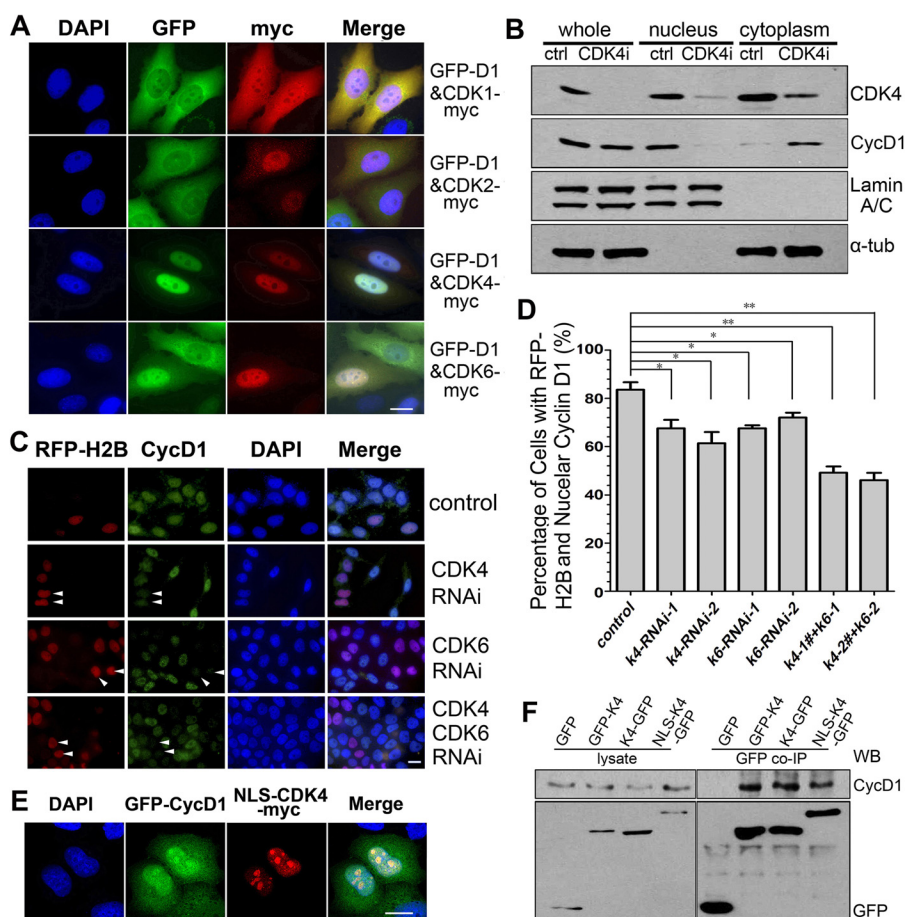 A
DAPI GFP myc Merge
GFP-D1
&CDK1-
myc
GFP-D1
&CDK2-
myc
GFP-D1
&CDK4-
myc
GFP-D1
&CDK6-
myc
B
whole nucleus cytoplasm
ctrl CDK4i ctrl CDK4i ctrl CDK4i
CDK4
CycD1
Lamin
A/C
α-tub
C
RFP-H2B CycD1 DAPI Merge
control
CDK4
RNAi
CDK6
RNAi
CDK4
CDK6
RNAi
D
Percentage of Cells with RFP-
H2B and Nucelar Cyclin D1 (%)
100
80
60
40
20
0
**
**
*
*
*
*
control k4-RNAi-1 k4-RNAi-2 k6-RNAi-1 k6-RNAi-2 k4-1#+k6-1 k4-2#+k6-2
E
DAPI GFP-CycD1 NLS-CDK4
-myc Merge
F
GFP GFP-K4 K4-GFP NLS-K4
-GFP GFP GFP-K4 K4-GFP NLS-K4
-GFP
lysate GFP co-IP WB
CycD1
GFP